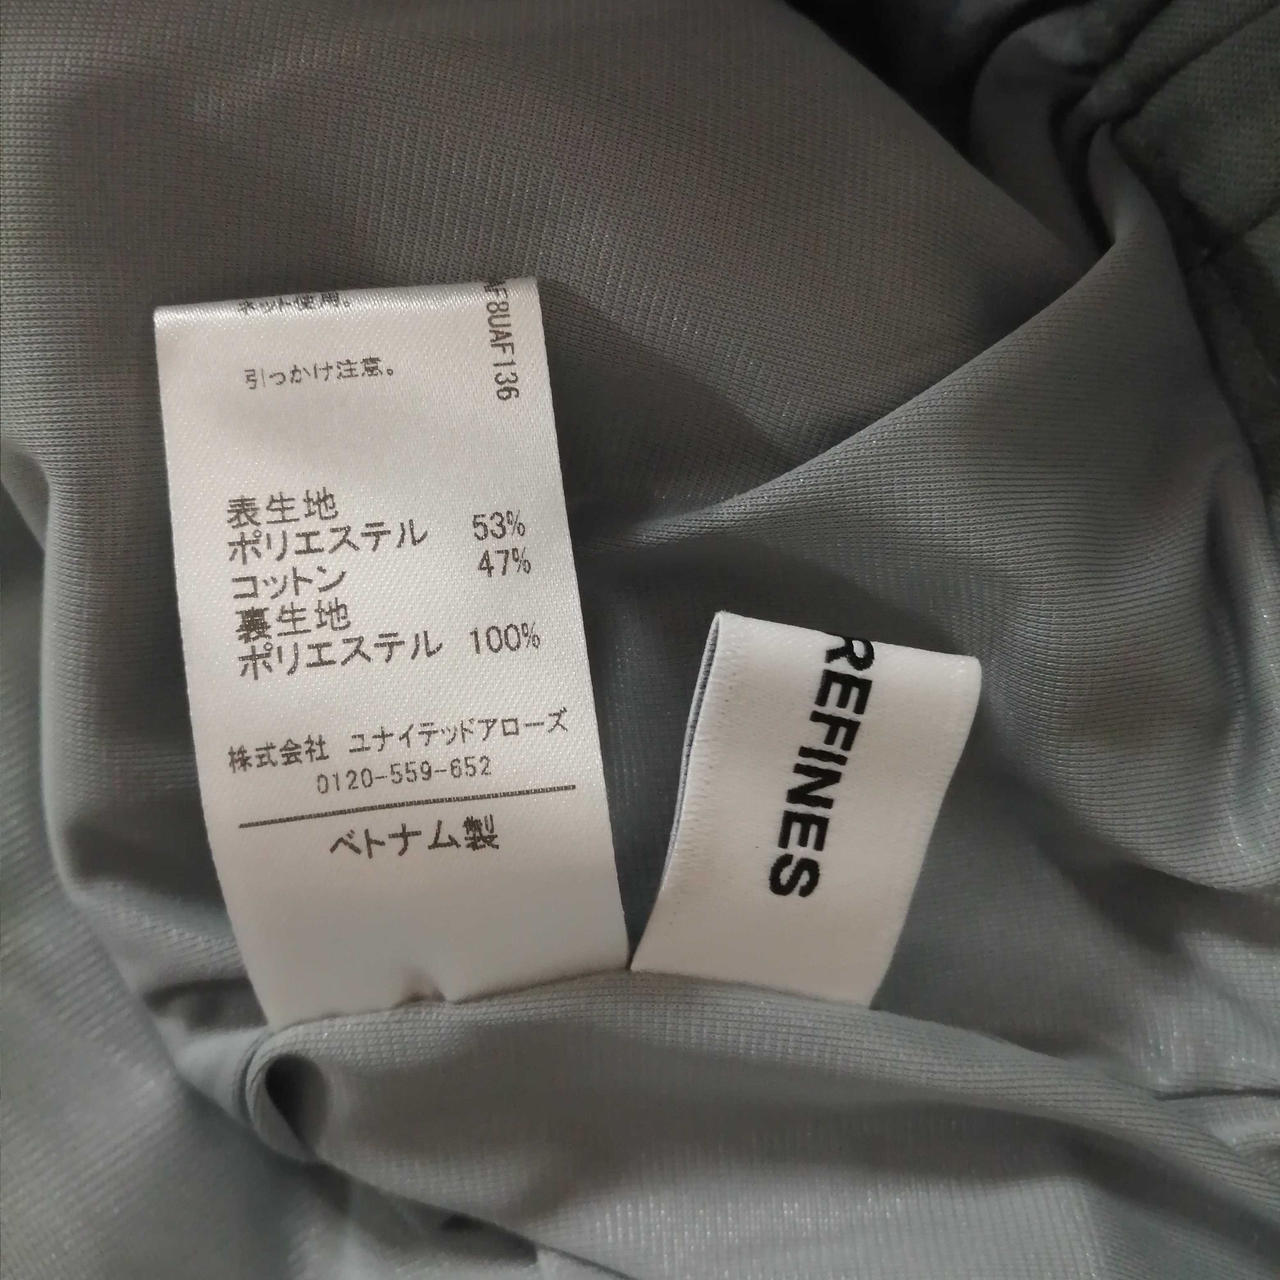 ネット使用。
引っかけ注意。
AF8UAF136
表生地
ポリエステル 53%
コットン 47%
裏生地
ポリエステル 100%
株式会社 ユナイテッドアローズ
0120-559-652
ベトナム製
REFINES